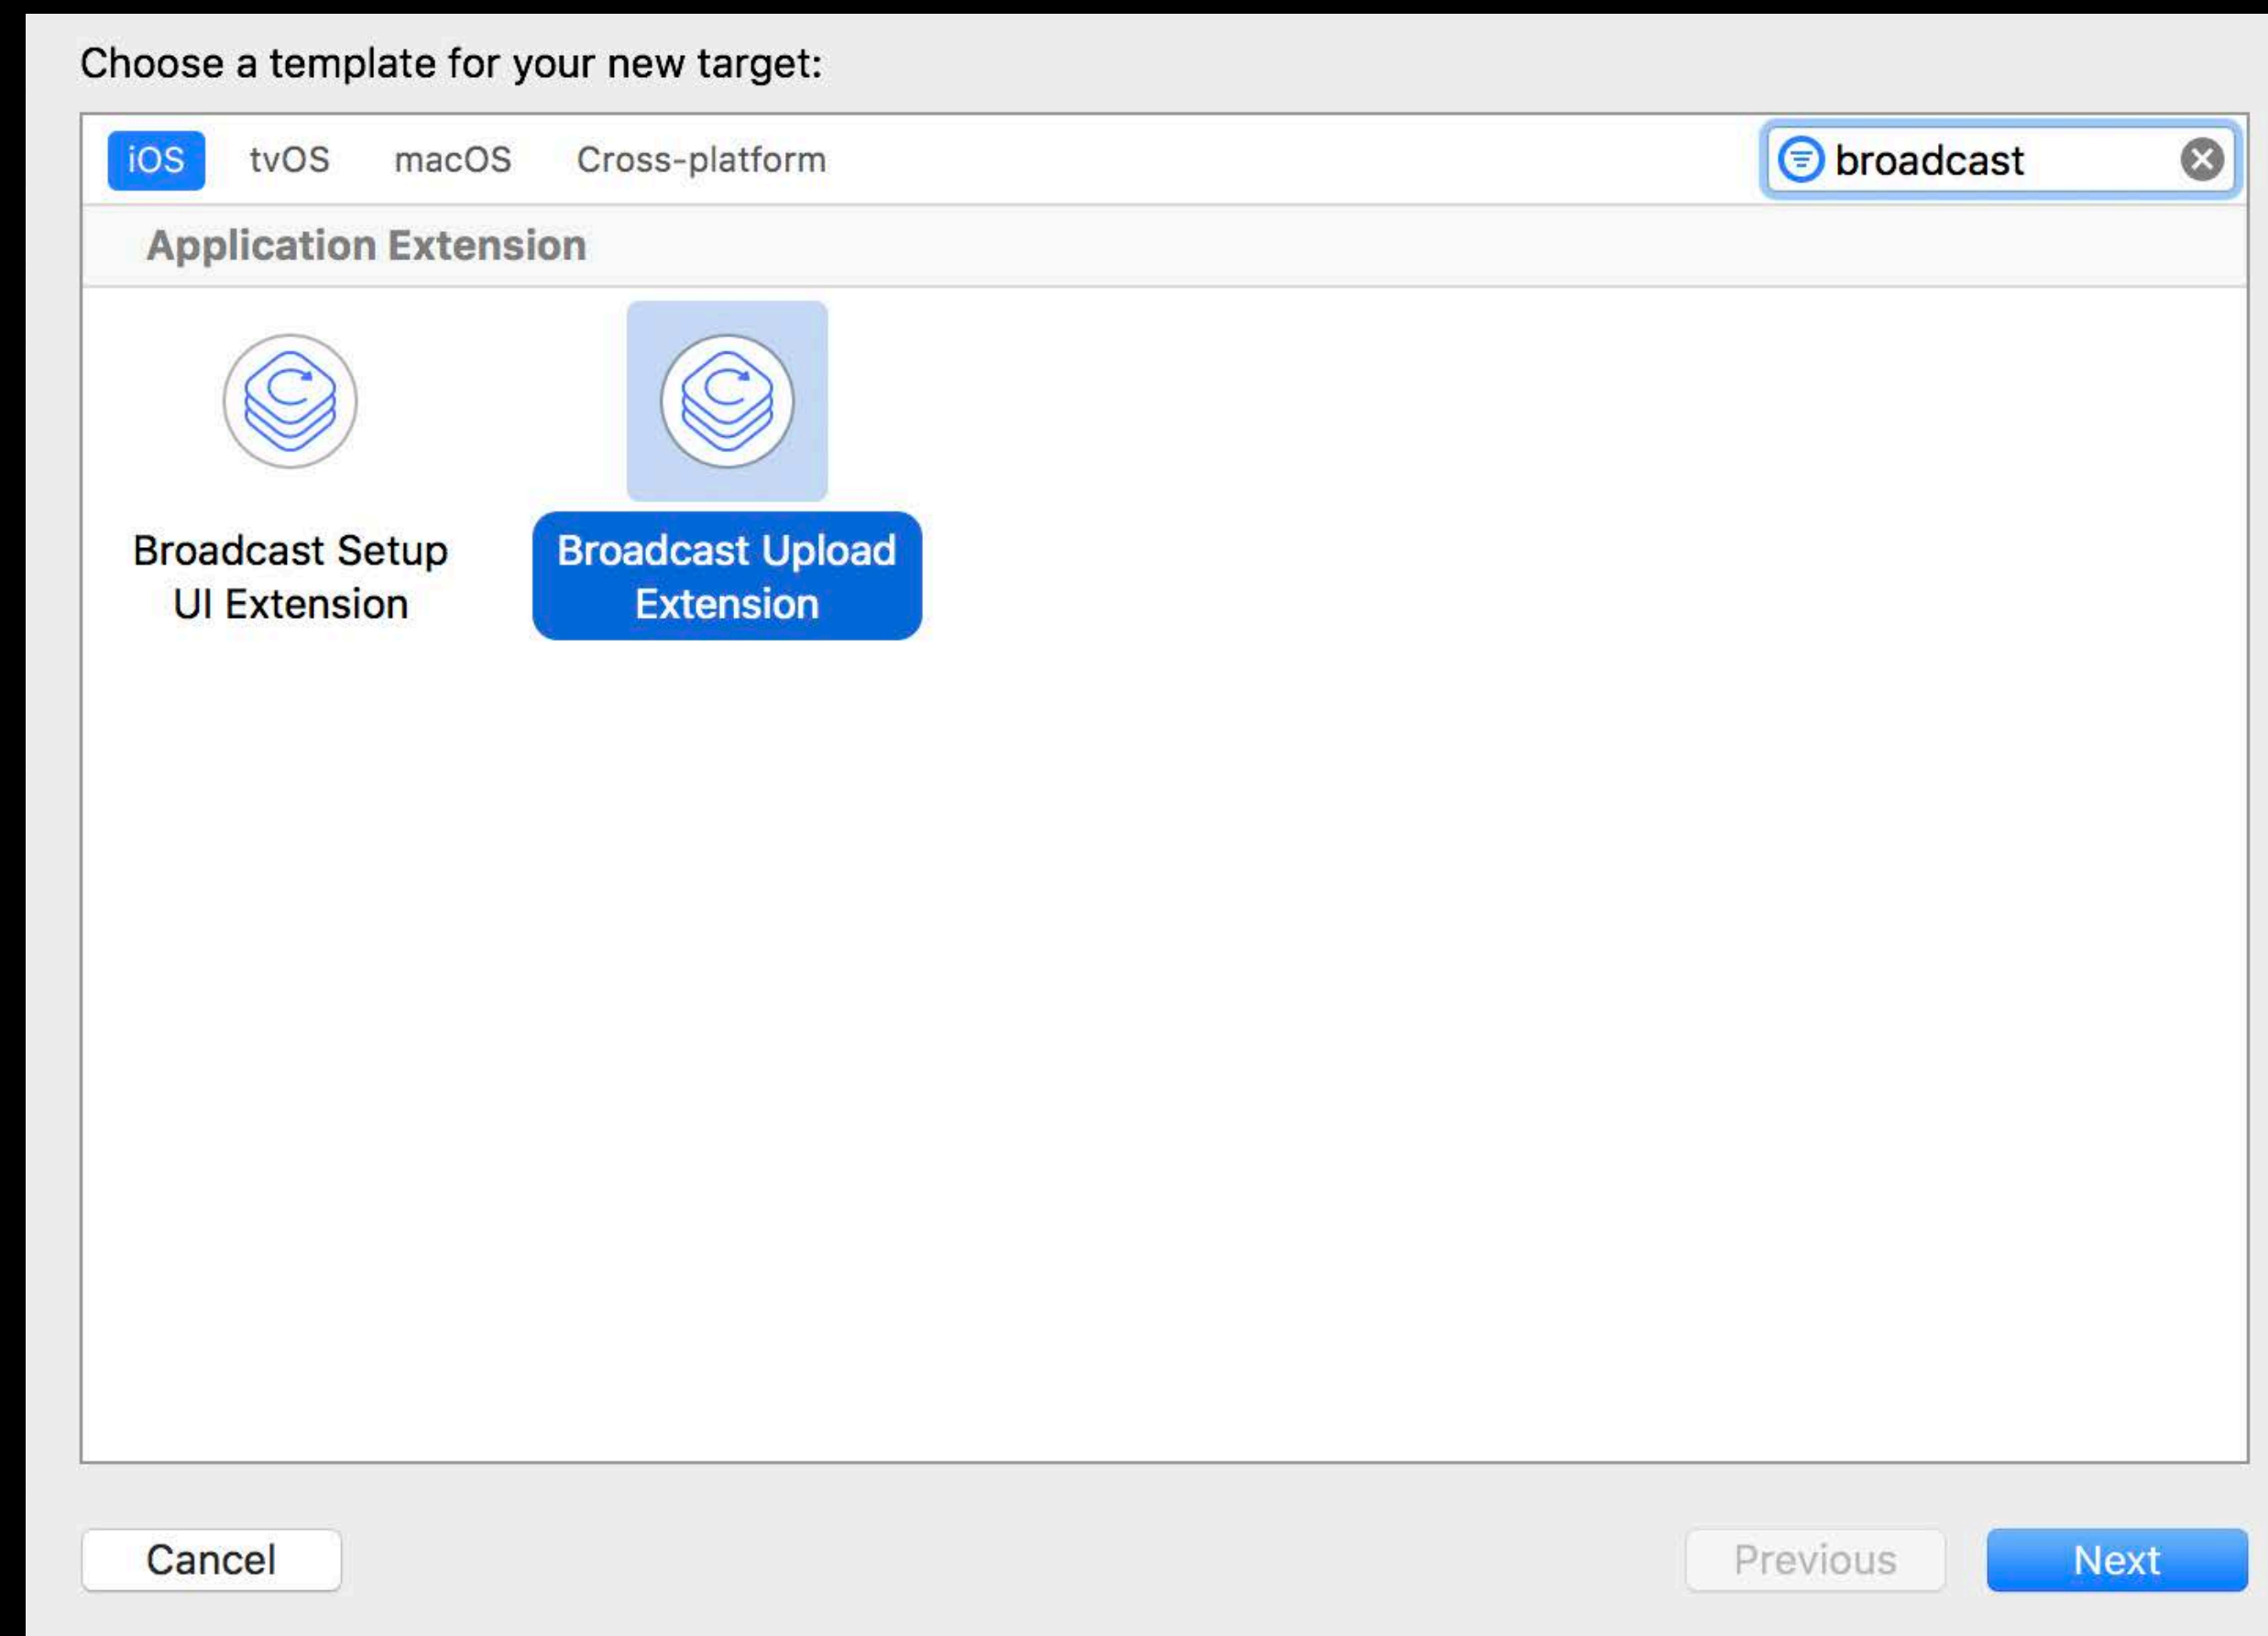 Choose a template for your new target:
iOS tvOS macOS Cross-platform broadcast
Application Extension
Broadcast Setup
UI Extension
Broadcast Upload
Extension
Cancel Previous Next